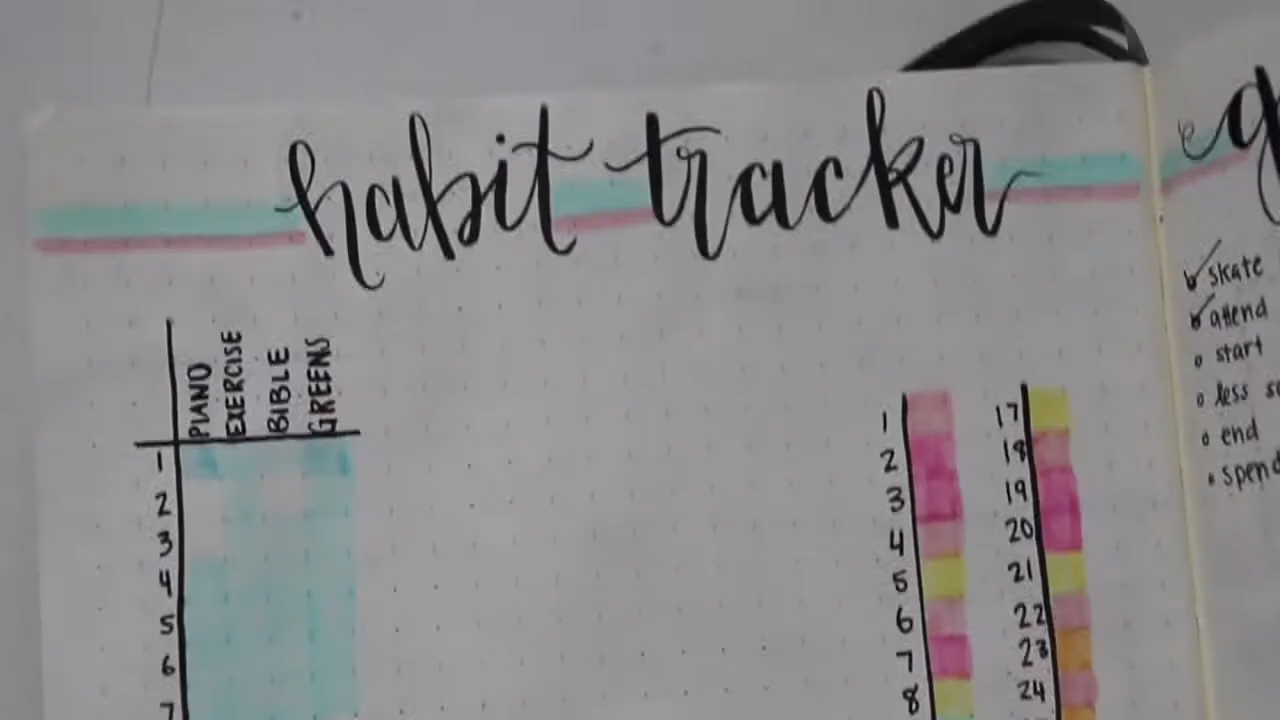 habit tracker
PIANO EXERCISE BIBLE GREENS
1
2
3
4
5
6
7
1
2
3
4
5
6
7
8
17
18
19
20
21
22
23
24
skate
attend
start
less
end
spend